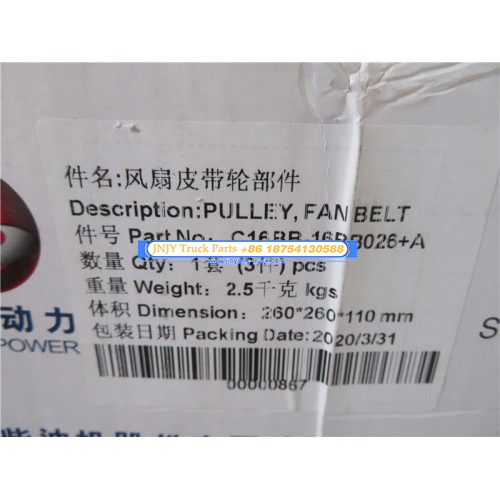 件名:风扇皮带轮部件
Description:PULLEY, FAN BELT
件号 Part No: C16BB-16BB026+A
JNJY Truck Parts +86 18754130588
数量 Qty: 1套 (3件) pcs
重量 Weight: 2.5千克 kgs
体积 Dimension: 260*260*110 mm
包装日期 Packing Date:2020/3/31
00000867
动力
POWER
S